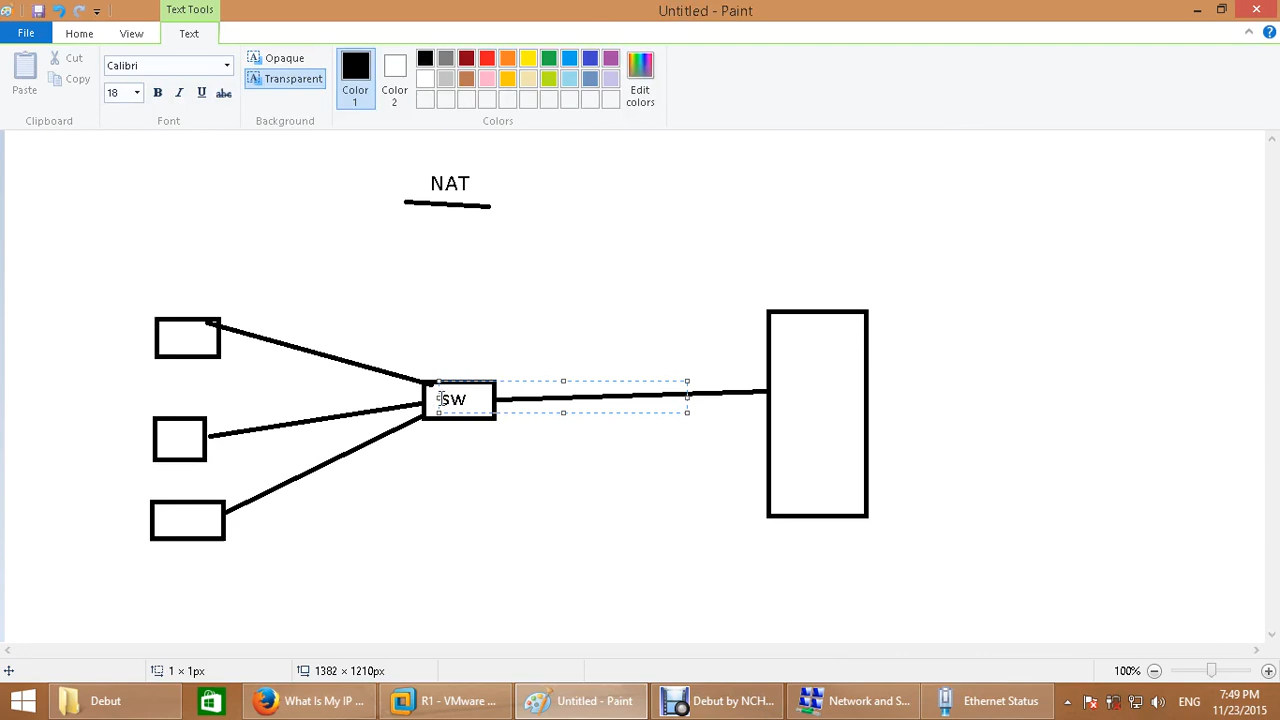 Text Tools
Untitled - Paint
File
Home
View
Text
Paste
Cut
Copy
Clipboard
Calibri
18
B I U abc
Font
Opaque
Transparent
Background
Color 1
Color 2
Edit colors
Colors
NAT
SW
1 × 1px
1382 × 1210px
100%
Debut
What Is My IP ...
R1 - VMware ...
Untitled - Paint
Debut by NCH...
Network and S...
Ethernet Status
ENG
7:49 PM
11/23/2015